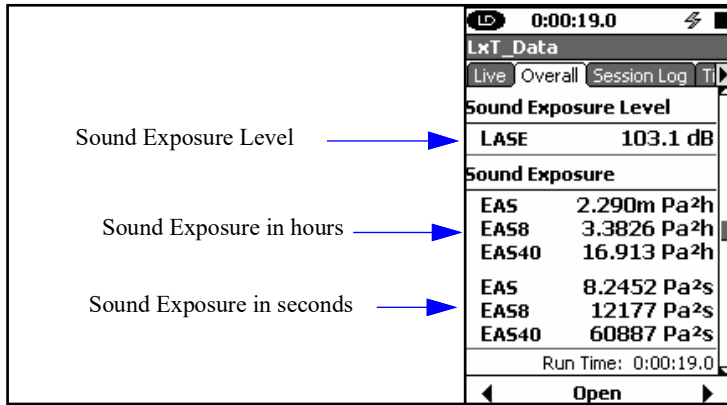 LD 0:00:19.0
LxT_Data
Live Overall Session Log Ti
Sound Exposure Level
Sound Exposure Level
LASE 103.1 dB
Sound Exposure
EAS 2.290m Pa²h
Sound Exposure in hours
EAS8 3.3826 Pa²h
EAS40 16.913 Pa²h
EAS 8.2452 Pa²s
Sound Exposure in seconds
EAS8 12177 Pa²s
EAS40 60887 Pa²s
Run Time: 0:00:19.0
Open